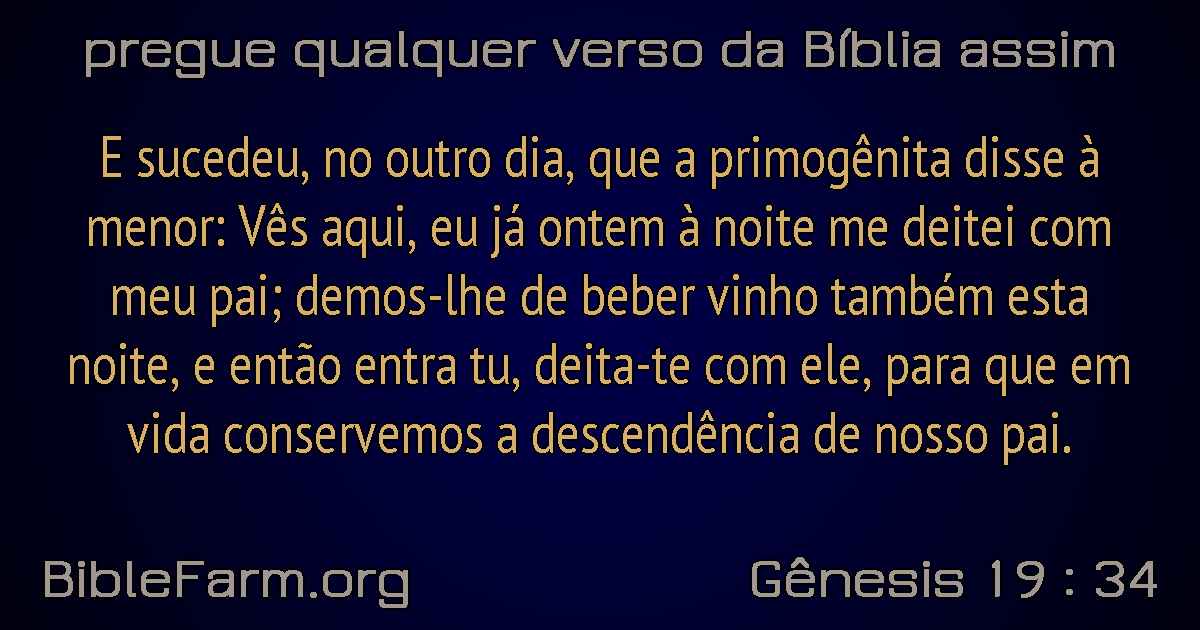 pregue qualquer verso da Bíblia assim
E sucedeu, no outro dia, que a primogênita disse à
menor: Vês aqui, eu já ontem à noite me deitei com
meu pai; demos-lhe de beber vinho também esta
noite, e então entra tu, deita-te com ele, para que em
vida conservemos a descendência de nosso pai.
BibleFarm.org
Gênesis 19 : 34